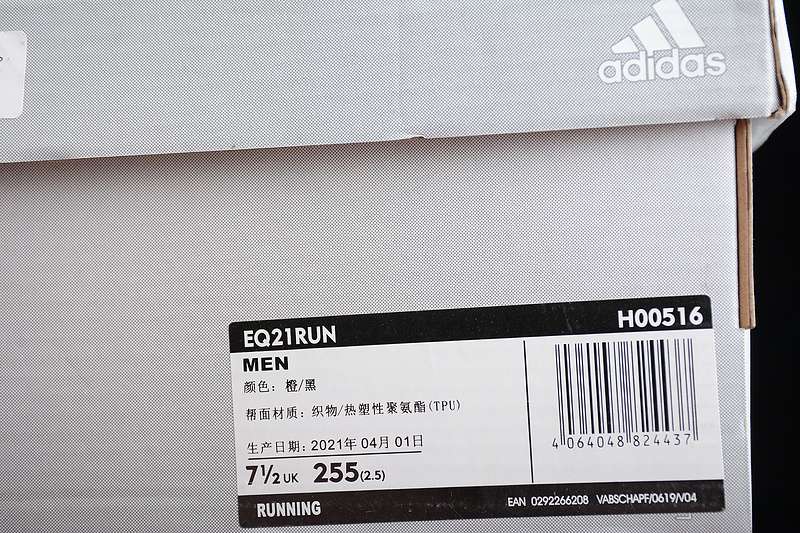 adidas
EQ21RUN H00516
MEN
颜色: 橙/黑
帮面材质: 织物/热塑性聚氨酯(TPU)
生产日期: 2021年 04月 01日
7½ UK 255(2.5)
4 064048 824437
RUNNING EAN 0292266208 VABSCHAPF/0619/V04